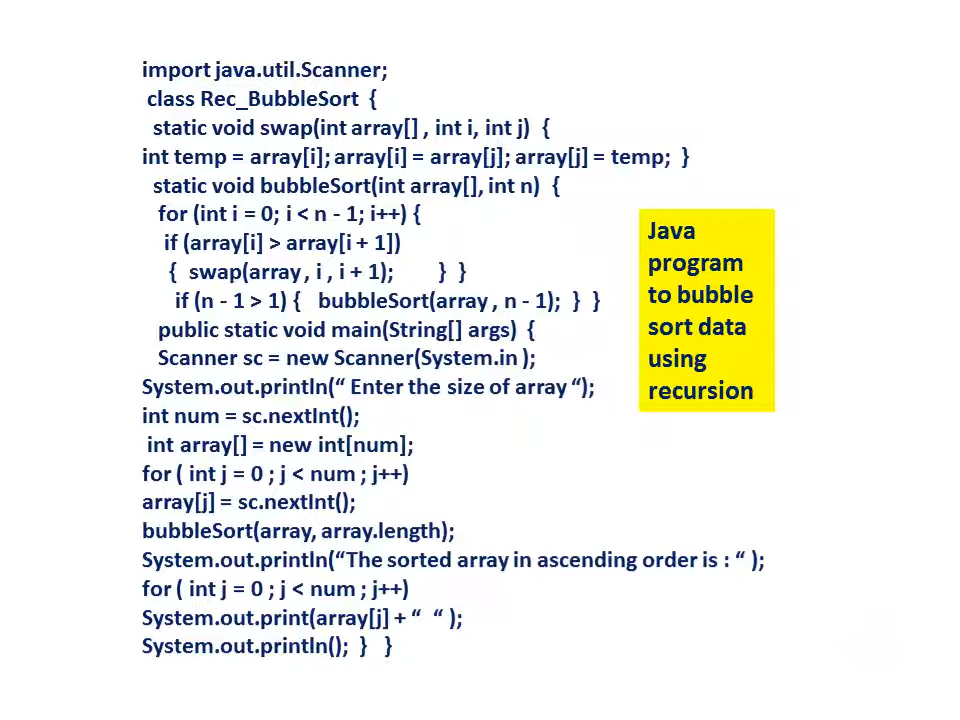 import java.util.Scanner;
class Rec_BubbleSort {
static void swap(int array[] , int i, int j) {
int temp = array[i]; array[i] = array[j]; array[j] = temp; }
static void bubbleSort(int array[], int n) {
for (int i = 0; i < n - 1; i++) {
if (array[i] > array[i + 1])
{ swap(array , i , i + 1); } }
if (n - 1 > 1) { bubbleSort(array , n - 1); } }
public static void main(String[] args) {
Scanner sc = new Scanner(System.in );
System.out.println(“ Enter the size of array “);
int num = sc.nextInt();
int array[] = new int[num];
for ( int j = 0 ; j < num ; j++)
array[j] = sc.nextInt();
bubbleSort(array, array.length);
System.out.println(“The sorted array in ascending order is : “ );
for ( int j = 0 ; j < num ; j++)
System.out.print(array[j] + “ “ );
System.out.println(); } }
Java
program
to bubble
sort data
using
recursion